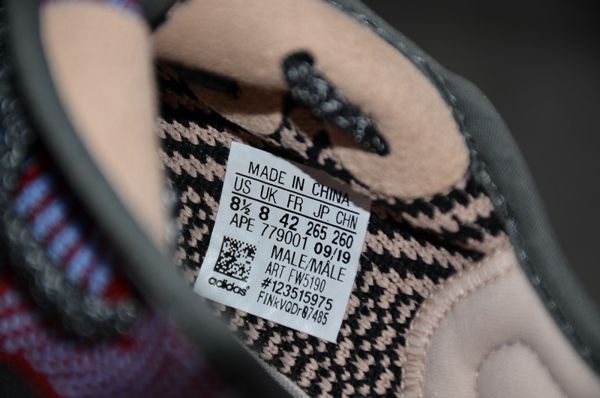 MADE IN CHINA
US UK FR JP CHN
8½ 8 42 265 260
APE 779001 09/19
MALE/MÂLE
ART FW5190
#123515975
adidas
FINkVQDr07485